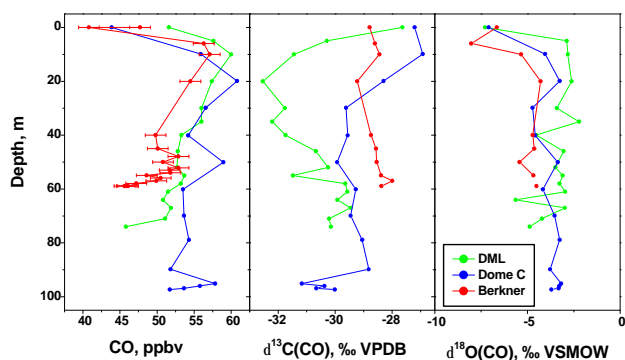 0
20
40
60
80
100
Depth, m
40 45 50 55 60
-32 -30 -28 -26
-10 -5 0
DML
Dome C
Berkner
CO, ppbv
d¹³C(CO), ‰ VPDB
d¹⁸O(CO), ‰ VSMOW